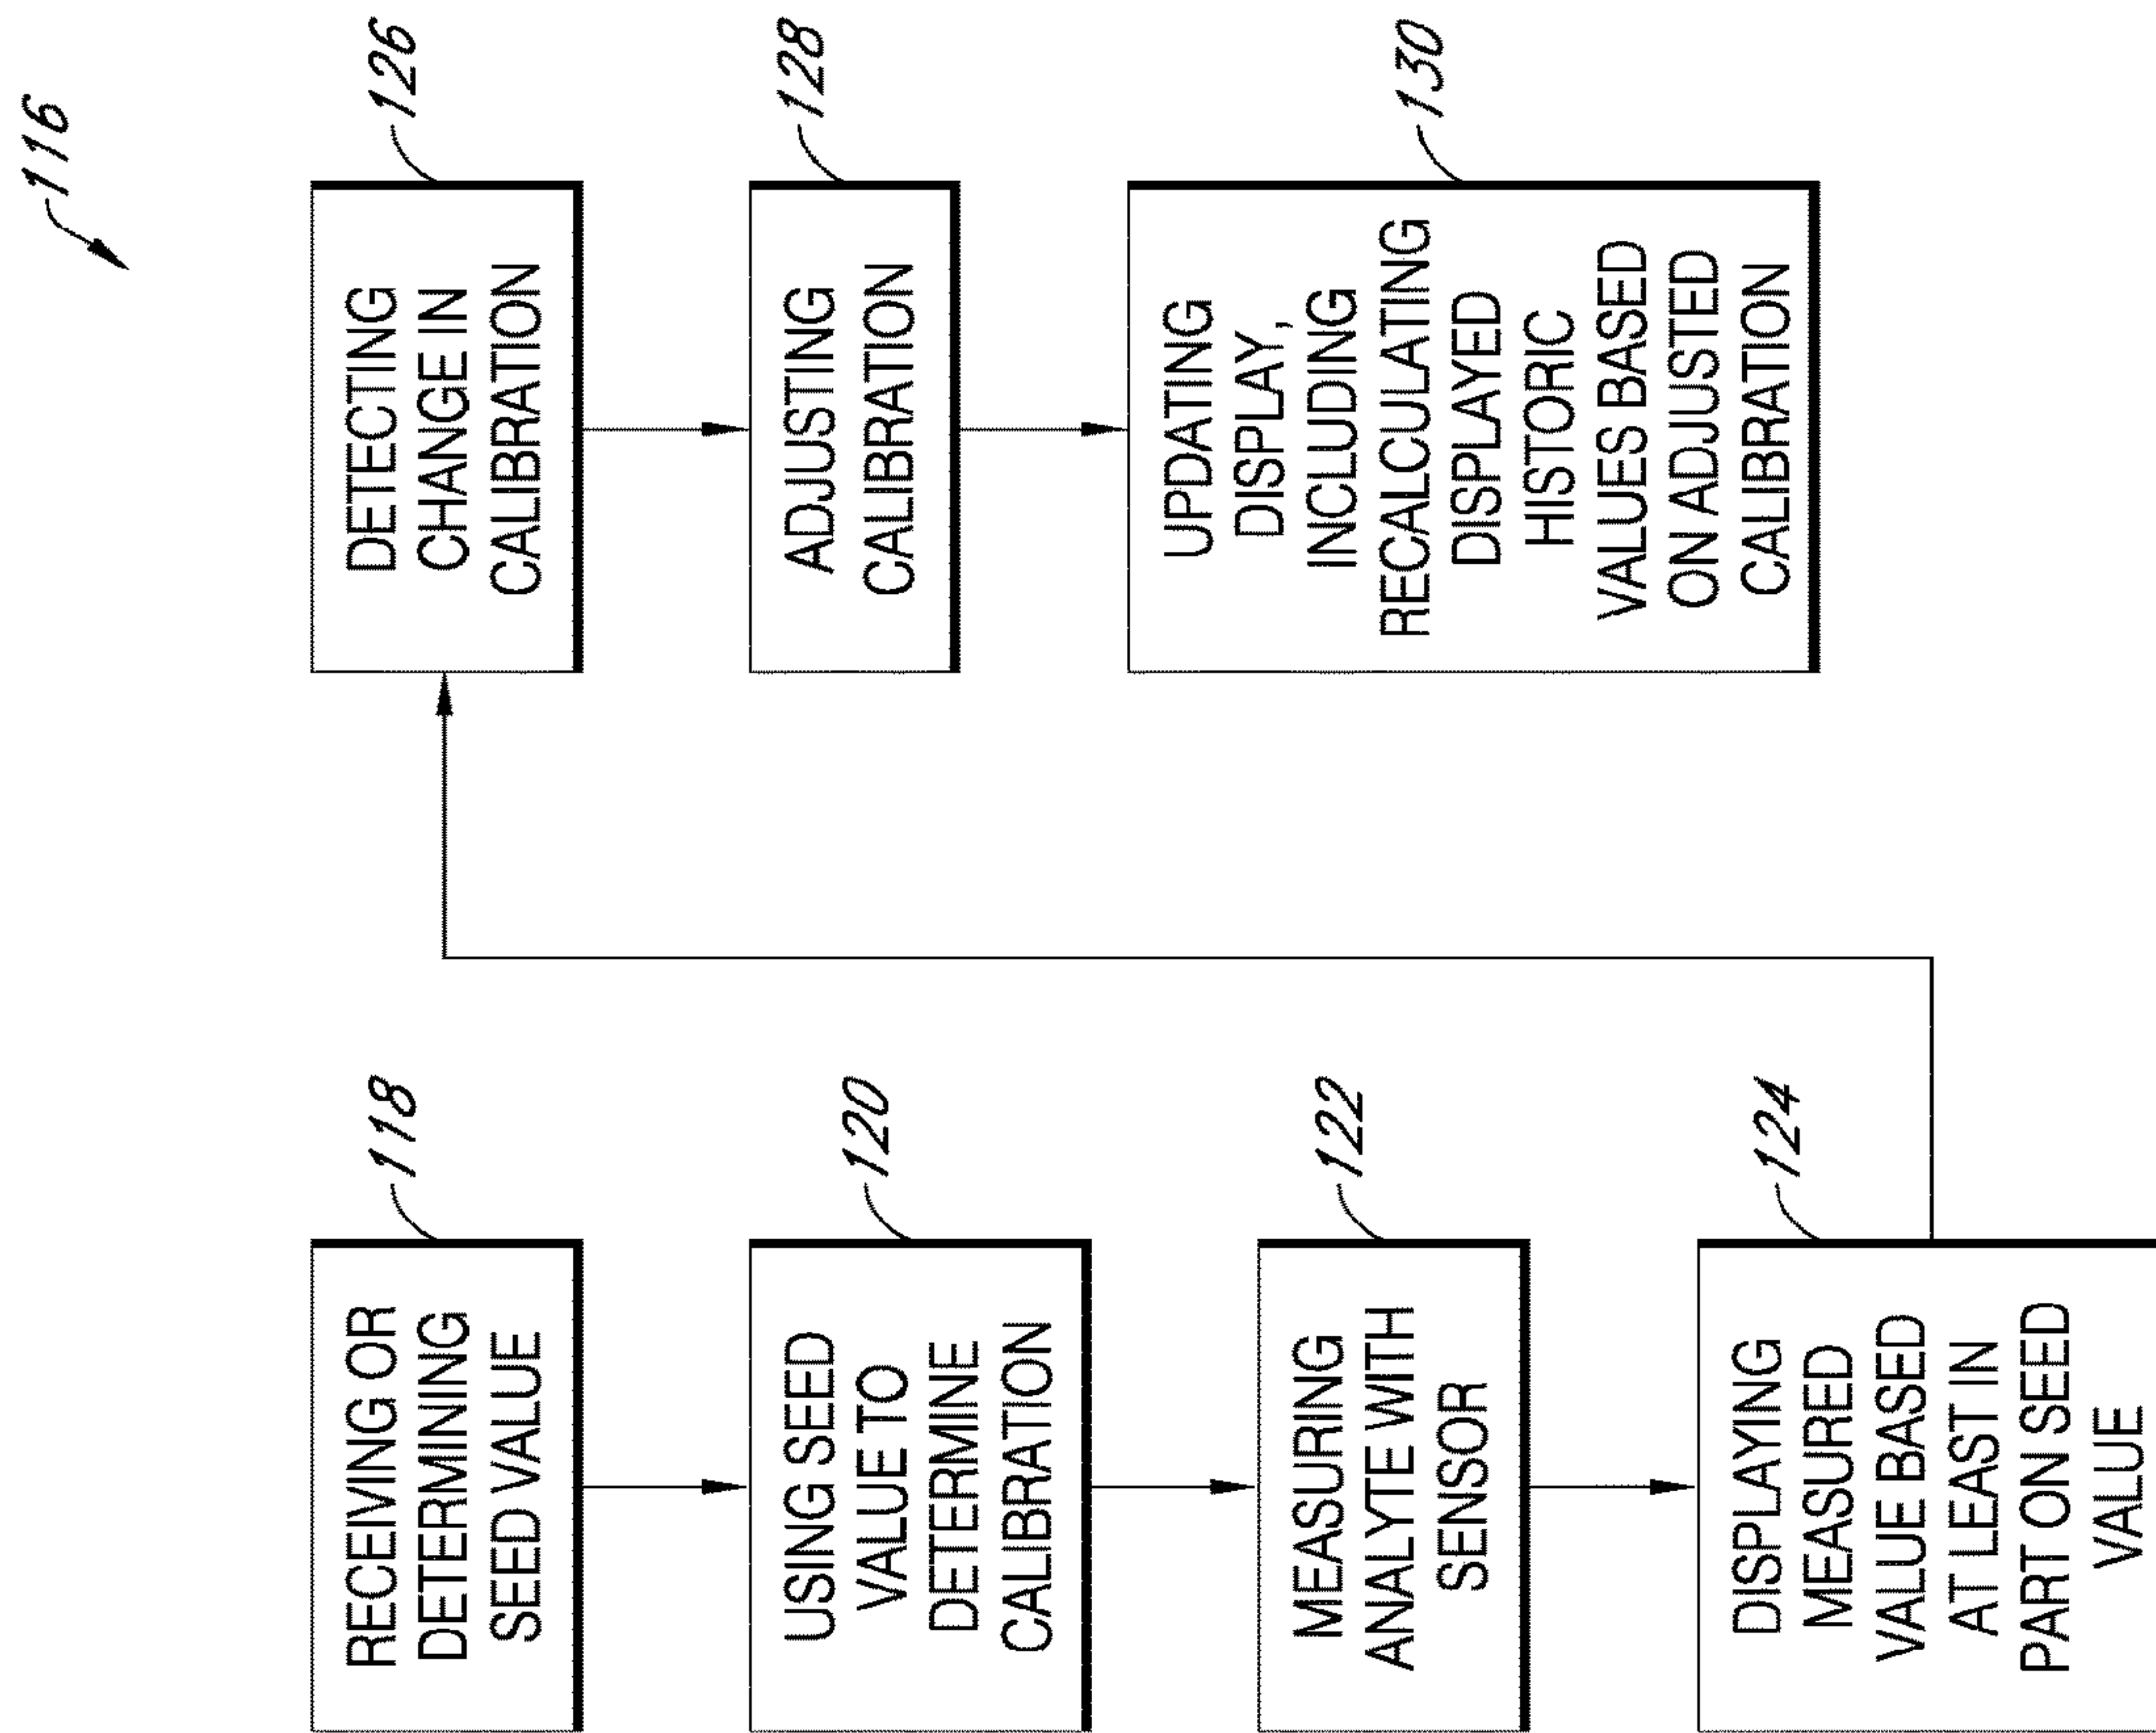 116
RECEIVING OR
DETERMINING
SEED VALUE
118
USING SEED
VALUE TO
DETERMINE
CALIBRATION
120
MEASURING
ANALYTE WITH
SENSOR
122
DISPLAYING
MEASURED
VALUE BASED
AT LEAST IN
PART ON SEED
VALUE
124
DETECTING
CHANGE IN
CALIBRATION
126
ADJUSTING
CALIBRATION
128
UPDATING
DISPLAY,
INCLUDING
RECALCULATING
DISPLAYED
HISTORIC
VALUES BASED
ON ADJUSTED
CALIBRATION
130